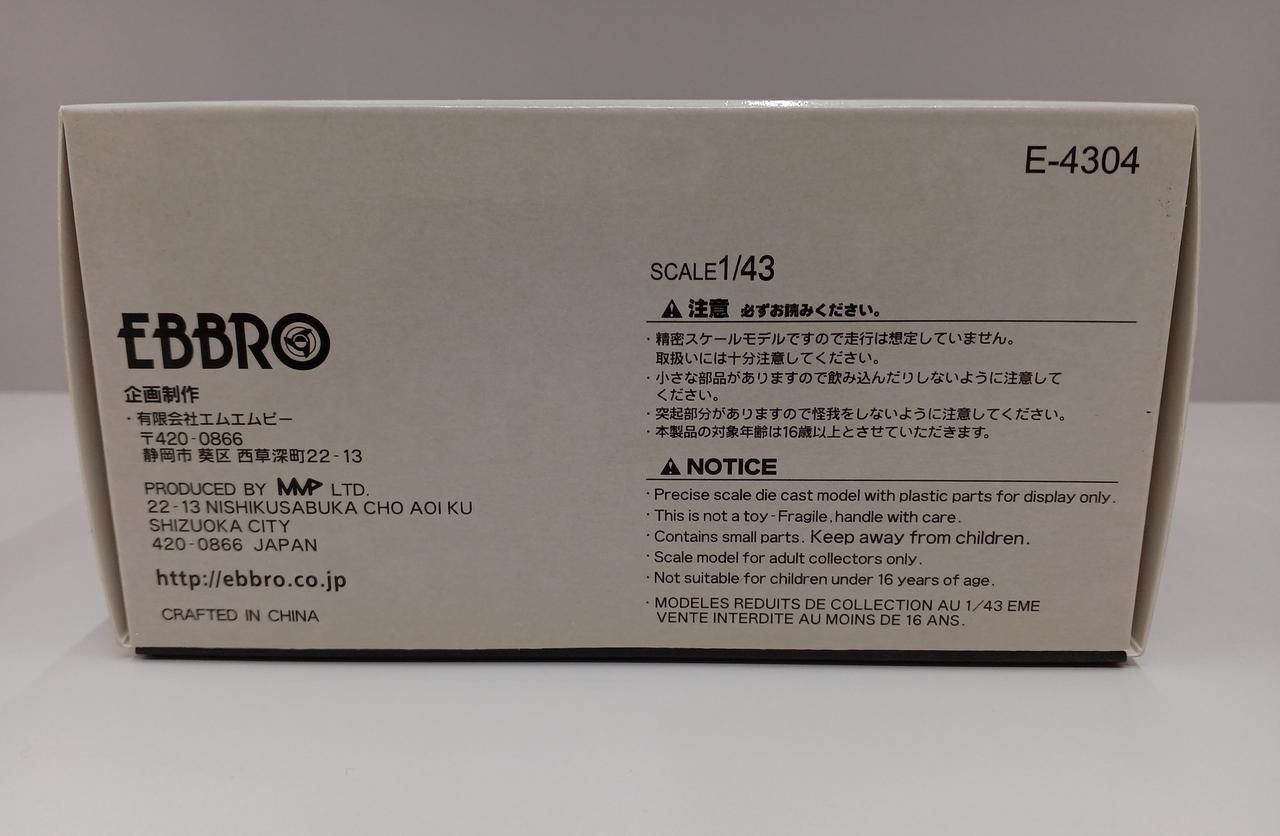 E-4304
EBBRO
企画制作
・有限会社エムエムピー
〒420-0866
静岡市 葵区 西草深町22-13
PRODUCED BY MMP LTD.
22-13 NISHIKUSABUKA CHO AOI KU
SHIZUOKA CITY
420-0866 JAPAN
http://ebbro.co.jp
CRAFTED IN CHINA
SCALE1/43
注意 必ずお読みください。
・精密スケールモデルですので走行は想定していません。
取扱いには十分注意してください。
・小さな部品がありますので飲み込んだりしないように注意して
ください。
・突起部分がありますので怪我をしないように注意してください。
・本製品の対象年齢は16歳以上とさせていただきます。
NOTICE
・Precise scale die cast model with plastic parts for display only.
・This is not a toy-Fragile,handle with care.
・Contains small parts. Keep away from children.
・Scale model for adult collectors only.
・Not suitable for children under 16 years of age.
・MODELES REDUITS DE COLLECTION AU 1/43 EME
VENTE INTERDITE AU MOINS DE 16 ANS.